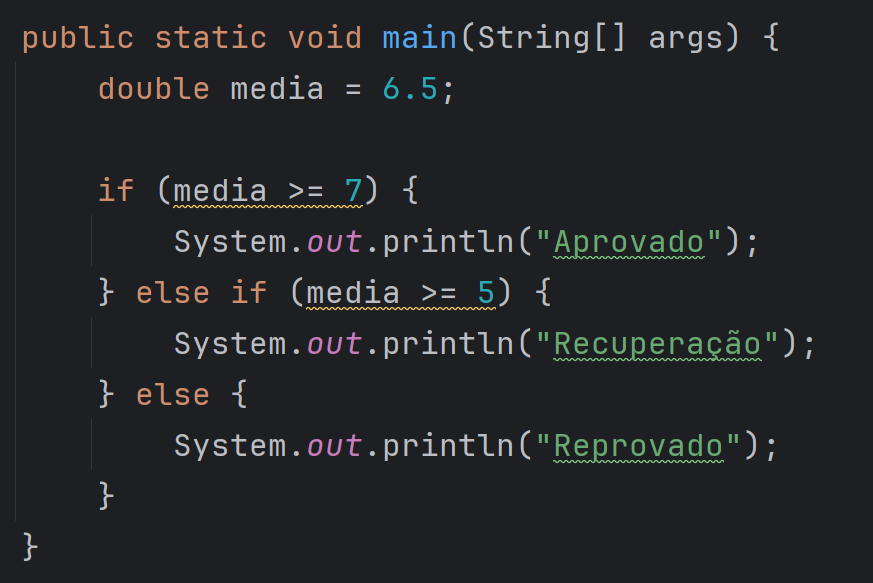 public static void main(String[] args) {
    double media = 6.5;

    if (media >= 7) {
        System.out.println("Aprovado");
    } else if (media >= 5) {
        System.out.println("Recuperação");
    } else {
        System.out.println("Reprovado");
    }
}